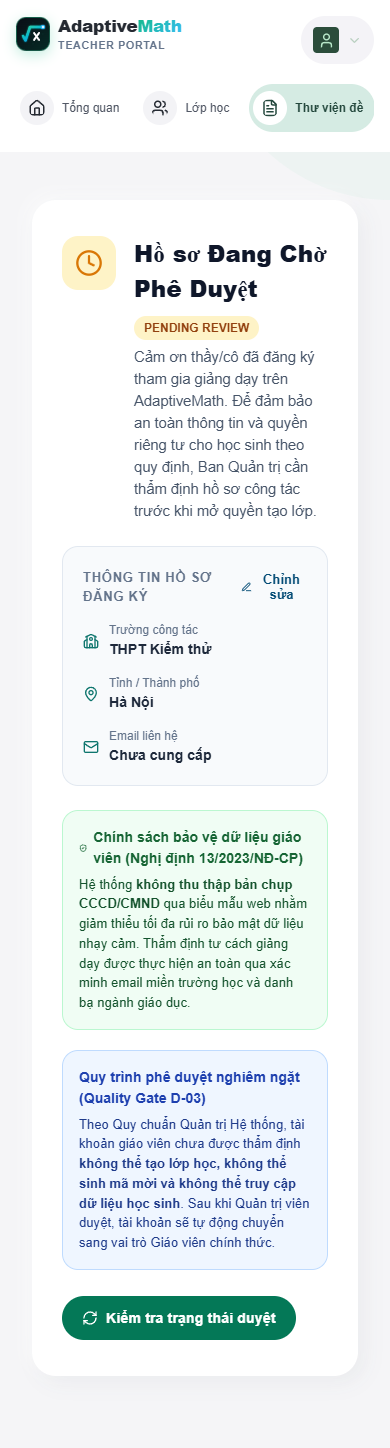 AdaptiveMath
TEACHER PORTAL
Tổng quan
Lớp học
Thư viện đề
Hồ sơ Đang Chờ
Phê Duyệt
PENDING REVIEW
Cảm ơn thầy/cô đã đăng ký
tham gia giảng dạy trên
AdaptiveMath. Để đảm bảo
an toàn thông tin và quyền
riêng tư cho học sinh theo
quy định, Ban Quản trị cần
thẩm định hồ sơ công tác
trước khi mở quyền tạo lớp.
THÔNG TIN HỒ SƠ
ĐĂNG KÝ
Chỉnh
sửa
Trường công tác
THPT Kiểm thử
Tỉnh / Thành phố
Hà Nội
Email liên hệ
Chưa cung cấp
Chính sách bảo vệ dữ liệu giáo
viên (Nghị định 13/2023/NĐ-CP)
Hệ thống không thu thập bản chụp
CCCD/CMND qua biểu mẫu web nhằm
giảm thiểu tối đa rủi ro bảo mật dữ liệu
nhạy cảm. Thẩm định tư cách giảng
dạy được thực hiện an toàn qua xác
minh email miền trường học và danh
bạ ngành giáo dục.
Quy trình phê duyệt nghiêm ngặt
(Quality Gate D-03)
Theo Quy chuẩn Quản trị Hệ thống, tài
khoản giáo viên chưa được thẩm định
không thể tạo lớp học, không thể
sinh mã mời và không thể truy cập
dữ liệu học sinh. Sau khi Quản trị viên
duyệt, tài khoản sẽ tự động chuyển
sang vai trò Giáo viên chính thức.
Kiểm tra trạng thái duyệt